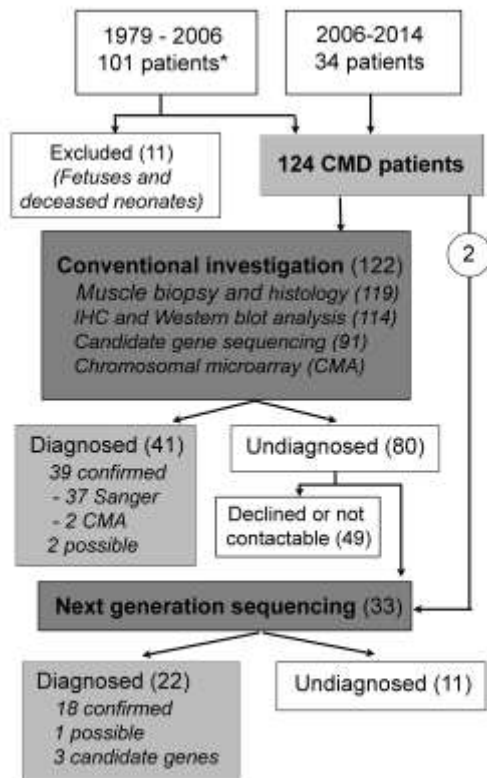 1979 - 2006
101 patients*
2006-2014
34 patients
Excluded (11)
(Fetuses and
deceased neonates)
124 CMD patients
2
Conventional investigation (122)
Muscle biopsy and histology (119)
IHC and Western blot analysis (114)
Candidate gene sequencing (91)
Chromosomal microarray (CMA)
Diagnosed (41)
39 confirmed
- 37 Sanger
- 2 CMA
2 possible
Undiagnosed (80)
Declined or not
contactable (49)
Next generation sequencing (33)
Diagnosed (22)
18 confirmed
1 possible
3 candidate genes
Undiagnosed (11)